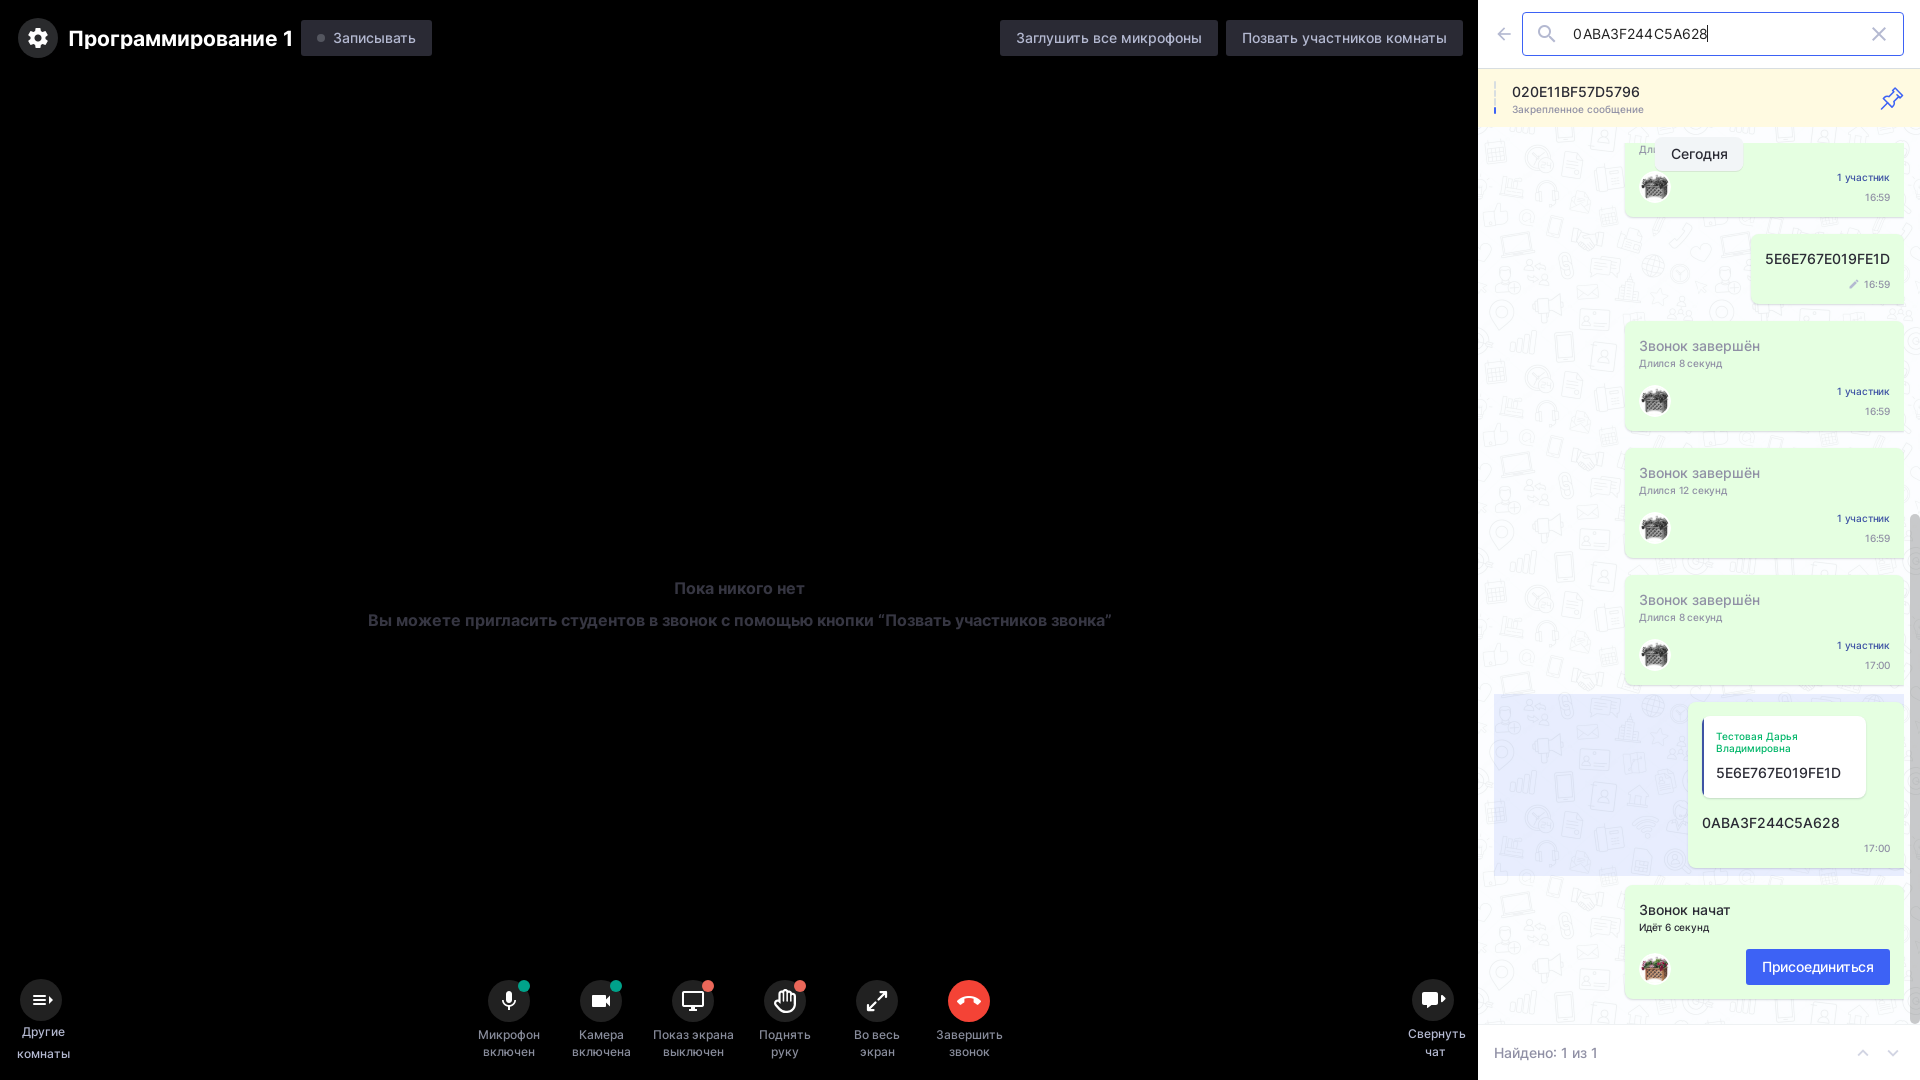 Программирование 1
Записывать
Заглушить все микрофоны
Позвать участников комнаты
Пока никого нет
Вы можете пригласить студентов в звонок с помощью кнопки “Позвать участников звонка”
Другие
комнаты
Микрофон
включен
Камера
включена
Показ экрана
выключен
Поднять
руку
Во весь
экран
Завершить
звонок
Свернуть
чат
0ABA3F244C5A628
020E11BF57D5796
Закрепленное сообщение
Сегодня
1 участник
16:59
5E6E767E019FE1D
16:59
Звонок завершён
Длился 8 секунд
1 участник
16:59
Звонок завершён
Длился 12 секунд
1 участник
16:59
Звонок завершён
Длился 8 секунд
1 участник
17:00
Тестовая Дарья
Владимировна
5E6E767E019FE1D
0ABA3F244C5A628
17:00
Звонок начат
Идёт 6 секунд
Присоединиться
Найдено: 1 из 1